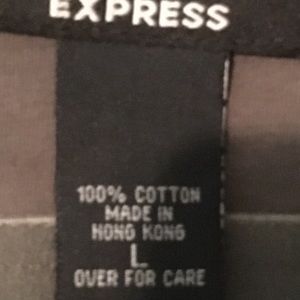 EXPRESS
100% COTTON
MADE IN
HONG KONG
L
OVER FOR CARE